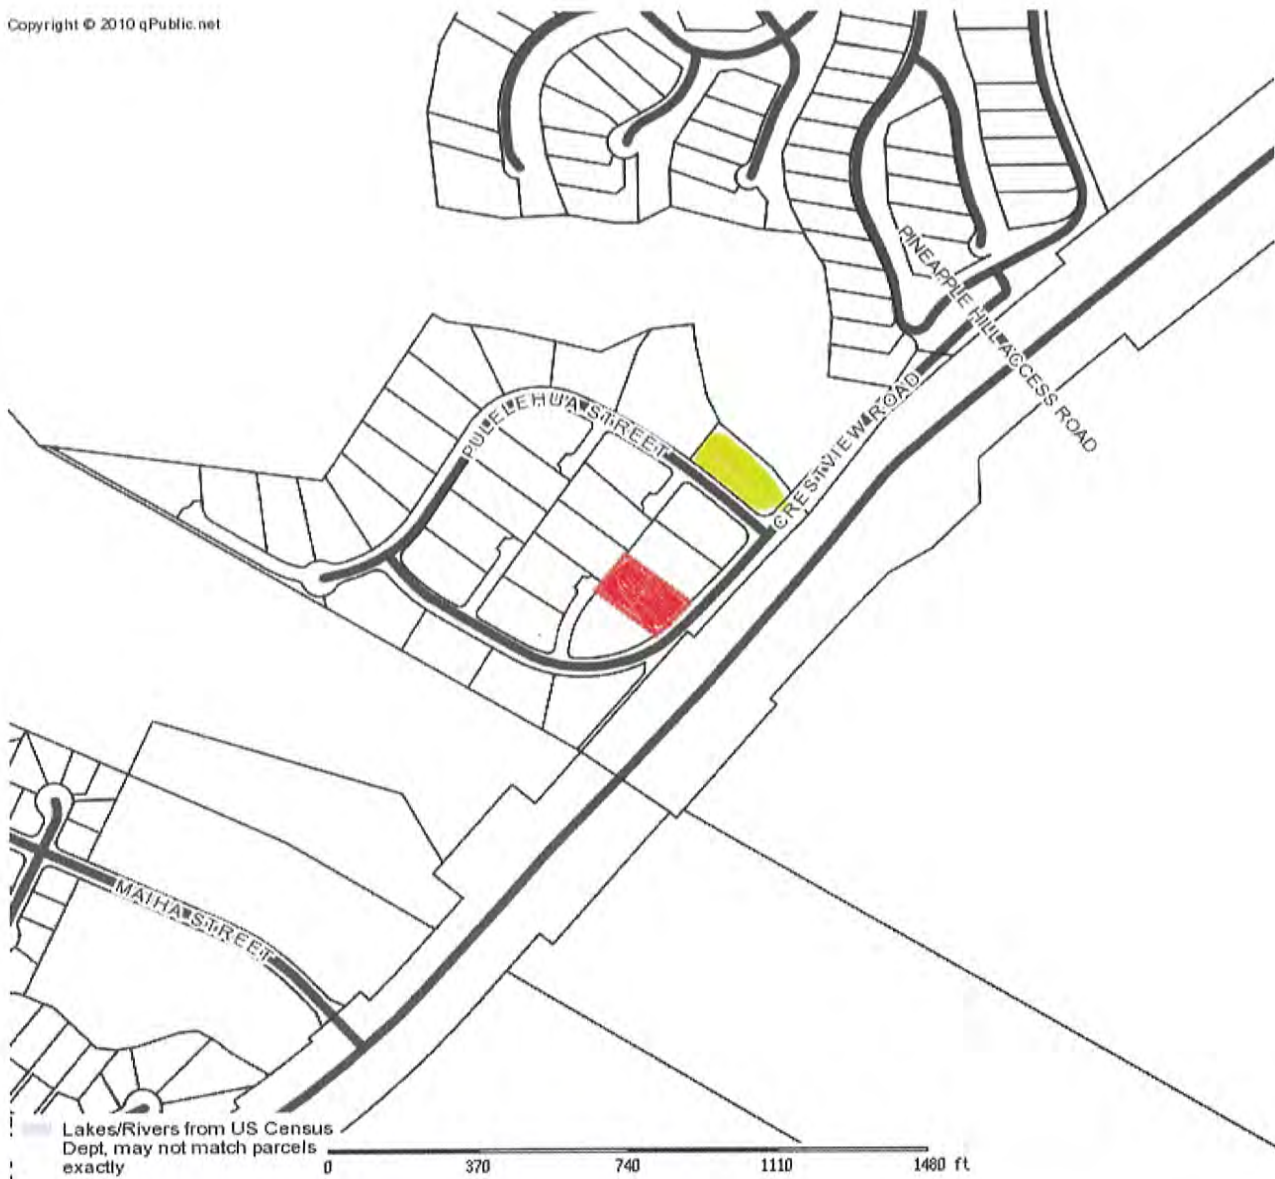 Copyright © 2010 qPublic.net
PINEAPPLE HILL ACCESS ROAD
CRESTVIEW ROAD
PULELEHUA STREET
MAIHA STREET
Lakes/Rivers from US Census
Dept, may not match parcels
exactly
0 370 740 1110 1480 ft